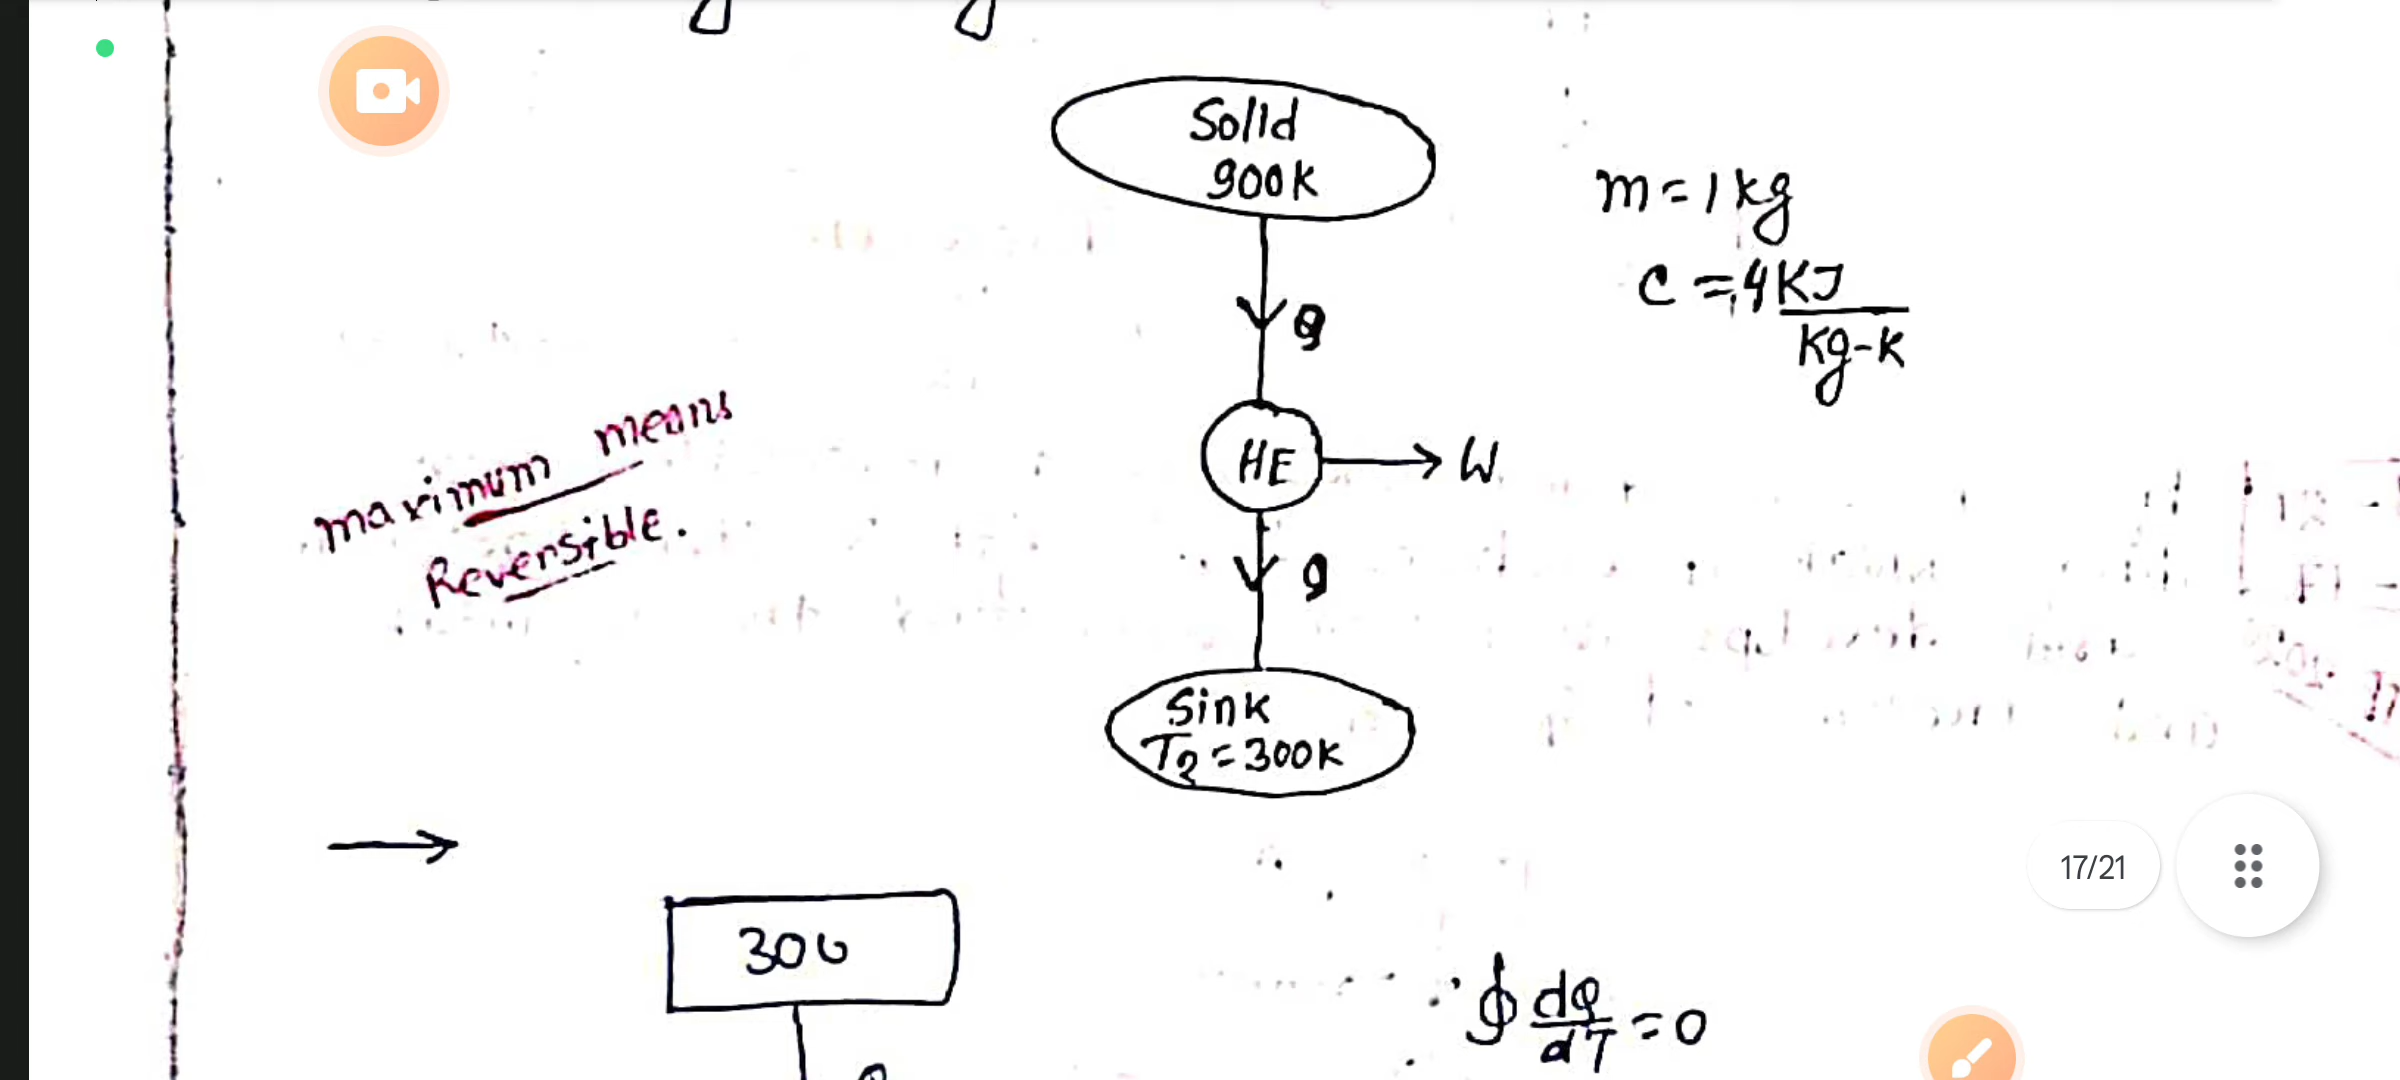 Solid
900K
m = 1 kg
C = 4 KJ
kg-K
Q
maximum means
Reversible.
HE
W
Q
Sink
T2 = 300K
17/21
300
∮ dQ/dT = 0